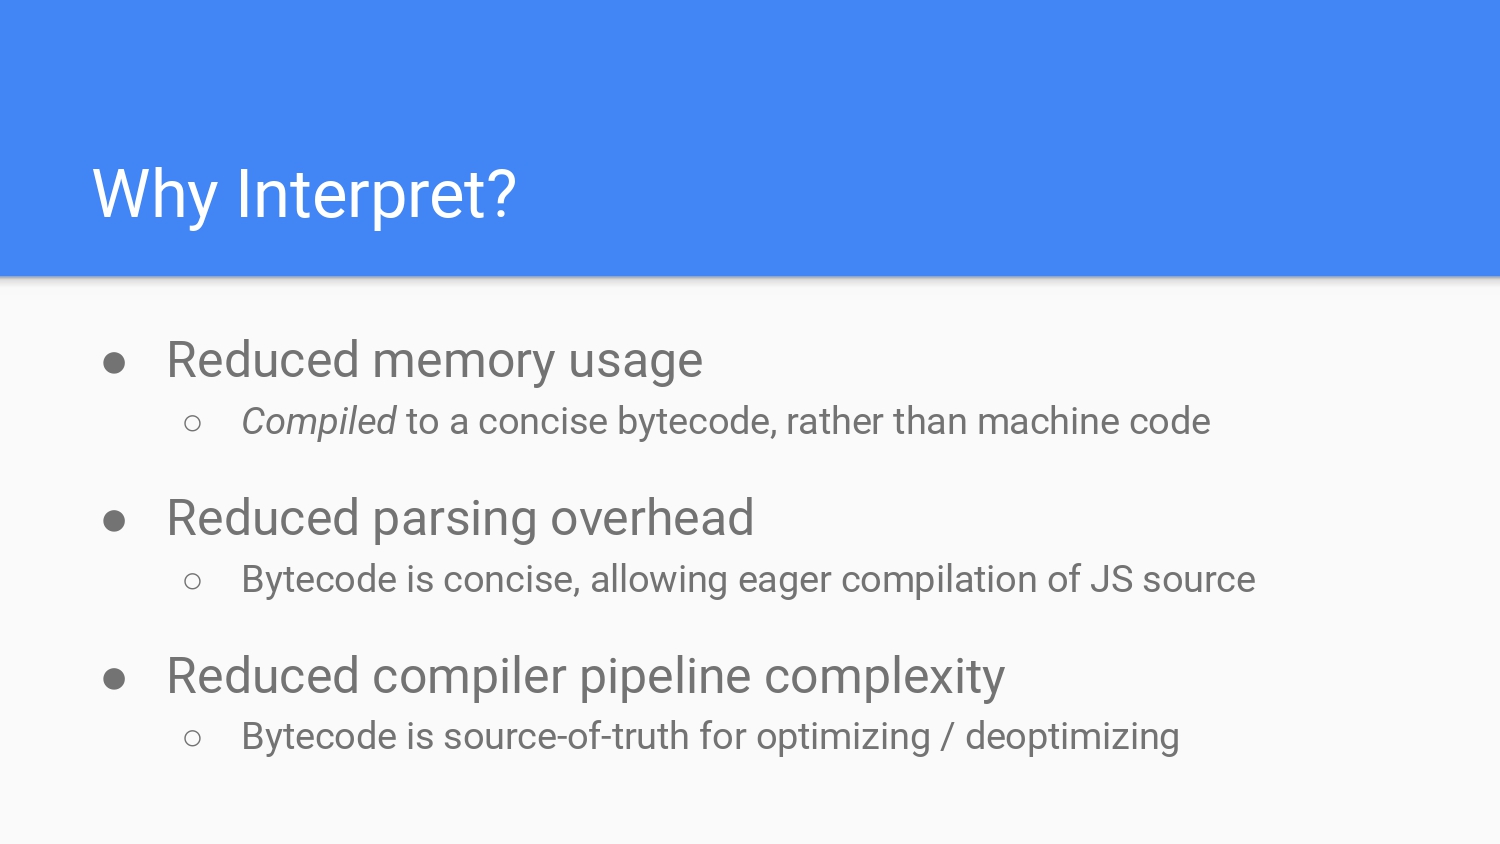 Why Interpret?
● Reduced memory usage
○ Compiled to a concise bytecode, rather than machine code
● Reduced parsing overhead
○ Bytecode is concise, allowing eager compilation of JS source
● Reduced compiler pipeline complexity
○ Bytecode is source-of-truth for optimizing / deoptimizing